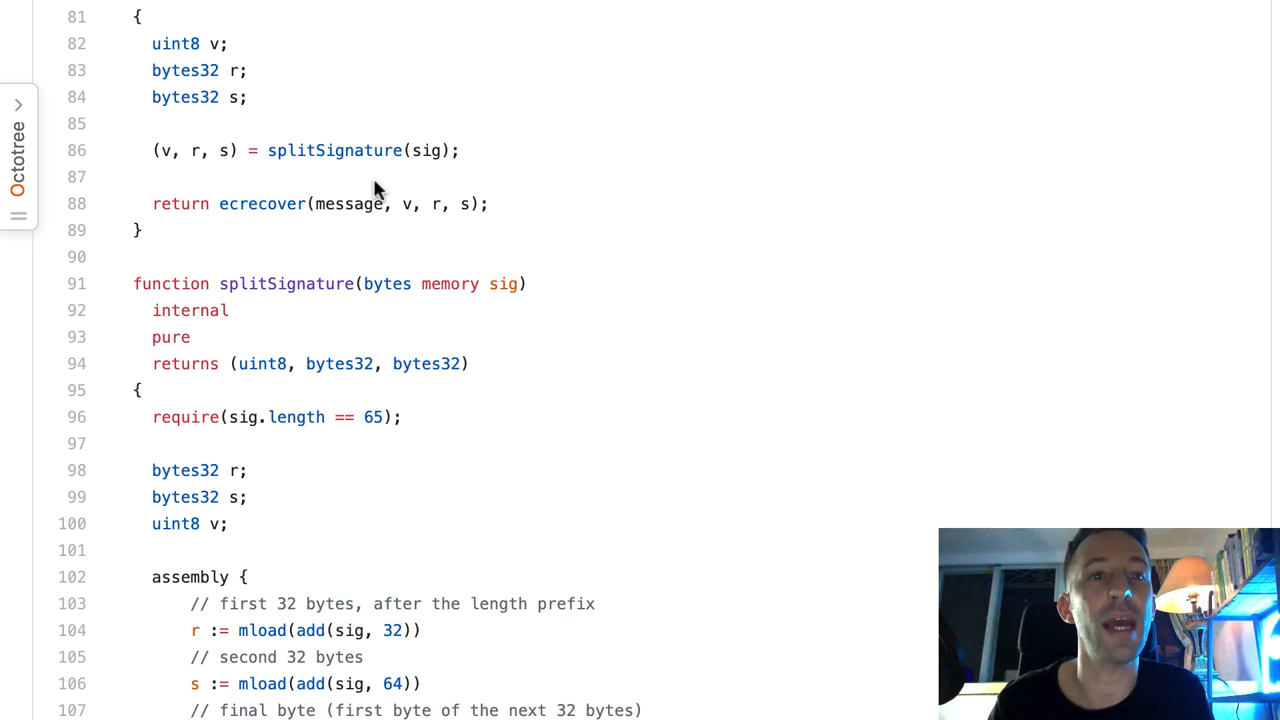 81 {
82 uint8 v;
83 bytes32 r;
84 bytes32 s;
85
86 (v, r, s) = splitSignature(sig);
87
88 return ecrecover(message, v, r, s);
89 }
90
91 function splitSignature(bytes memory sig)
92 internal
93 pure
94 returns (uint8, bytes32, bytes32)
95 {
96 require(sig.length == 65);
97
98 bytes32 r;
99 bytes32 s;
100 uint8 v;
101
102 assembly {
103 // first 32 bytes, after the length prefix
104 r := mload(add(sig, 32))
105 // second 32 bytes
106 s := mload(add(sig, 64))
107 // final byte (first byte of the next 32 bytes)
Octotree